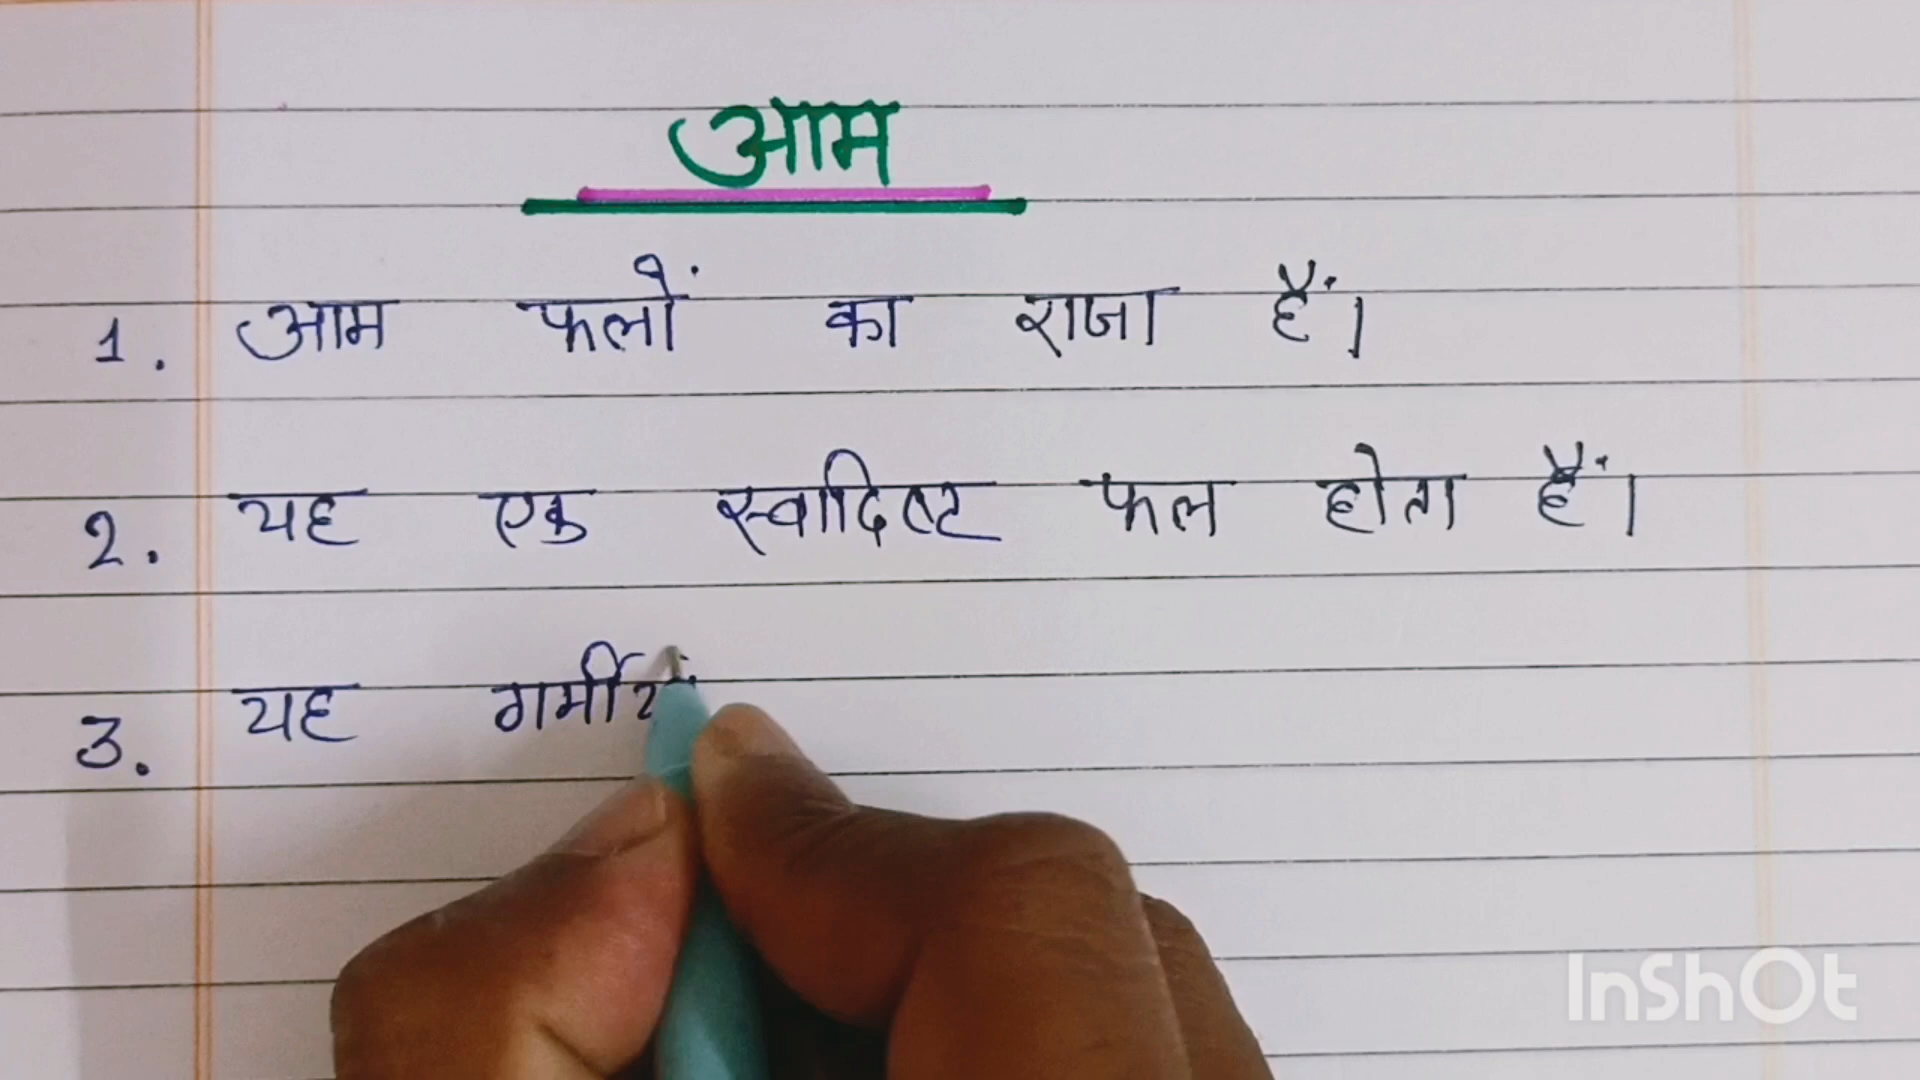 आम
1. आम फलों का राजा हैं।
2. यह एक स्वादिष्ट फल होता हैं।
3. यह
InShOt